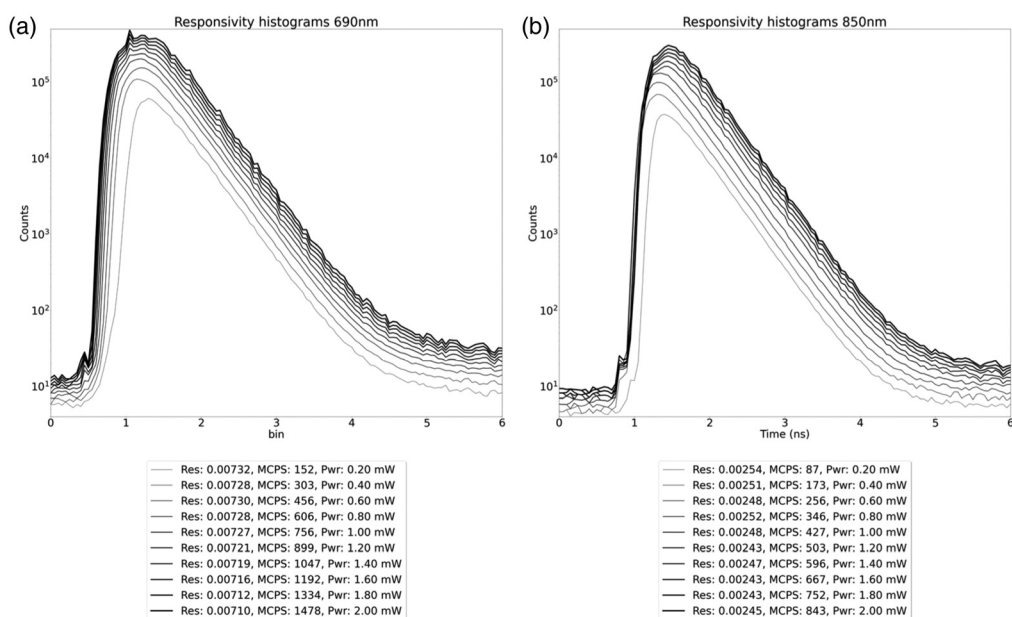 (a)
Responsivity histograms 690nm
10^5
10^4
10^3
10^2
10^1
Counts
0 1 2 3 4 5 6
bin
Res: 0.00732, MCPS: 152, Pwr: 0.20 mW
Res: 0.00728, MCPS: 303, Pwr: 0.40 mW
Res: 0.00730, MCPS: 456, Pwr: 0.60 mW
Res: 0.00728, MCPS: 606, Pwr: 0.80 mW
Res: 0.00727, MCPS: 756, Pwr: 1.00 mW
Res: 0.00721, MCPS: 899, Pwr: 1.20 mW
Res: 0.00719, MCPS: 1047, Pwr: 1.40 mW
Res: 0.00716, MCPS: 1192, Pwr: 1.60 mW
Res: 0.00712, MCPS: 1334, Pwr: 1.80 mW
Res: 0.00710, MCPS: 1478, Pwr: 2.00 mW
(b)
Responsivity histograms 850nm
10^5
10^4
10^3
10^2
10^1
Counts
0 1 2 3 4 5 6
Time (ns)
Res: 0.00254, MCPS: 87, Pwr: 0.20 mW
Res: 0.00251, MCPS: 173, Pwr: 0.40 mW
Res: 0.00248, MCPS: 256, Pwr: 0.60 mW
Res: 0.00252, MCPS: 346, Pwr: 0.80 mW
Res: 0.00248, MCPS: 427, Pwr: 1.00 mW
Res: 0.00243, MCPS: 503, Pwr: 1.20 mW
Res: 0.00247, MCPS: 596, Pwr: 1.40 mW
Res: 0.00243, MCPS: 667, Pwr: 1.60 mW
Res: 0.00243, MCPS: 752, Pwr: 1.80 mW
Res: 0.00245, MCPS: 843, Pwr: 2.00 mW